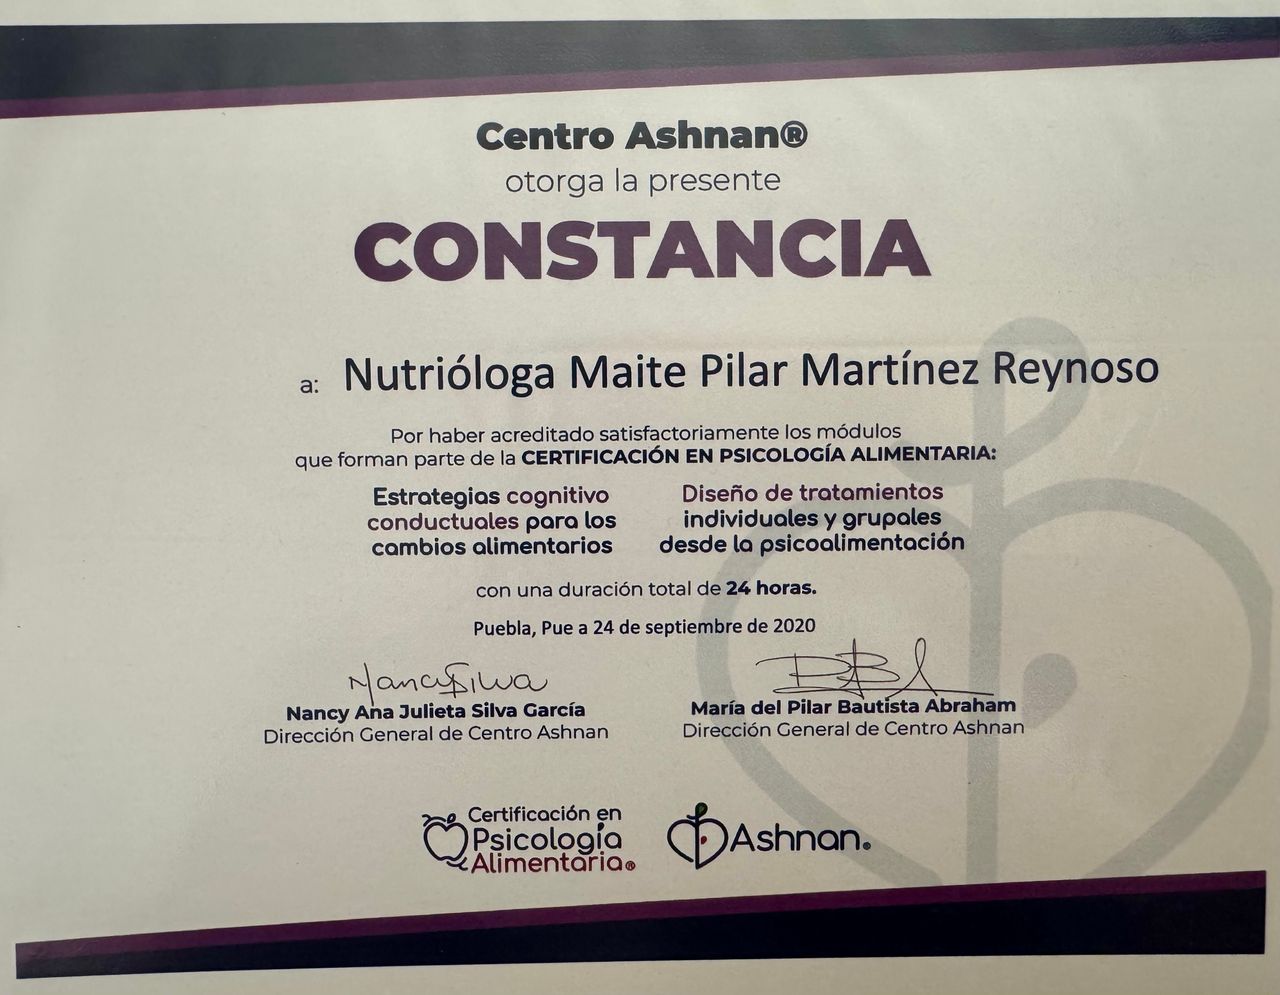 Centro Ashnan®
otorga la presente
CONSTANCIA
a: Nutrióloga Maite Pilar Martínez Reynoso
Por haber acreditado satisfactoriamente los módulos
que forman parte de la CERTIFICACIÓN EN PSICOLOGÍA ALIMENTARIA:
Estrategias cognitivo
conductuales para los
cambios alimentarios
Diseño de tratamientos
individuales y grupales
desde la psicoalimentación
con una duración total de 24 horas.
Puebla, Pue a 24 de septiembre de 2020
NancySilva
Nancy Ana Julieta Silva García
Dirección General de Centro Ashnan
María del Pilar Bautista Abraham
Dirección General de Centro Ashnan
Certificación en
Psicología
Alimentaria®
Ashnan®